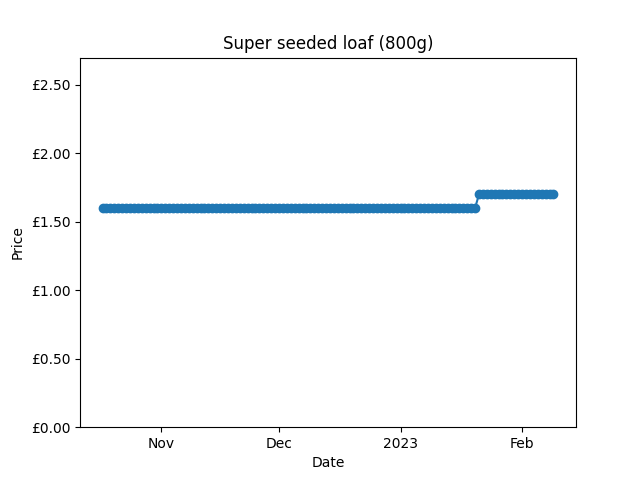 Super seeded loaf (800g)
£2.50
£2.00
£1.50
£1.00
£0.50
£0.00
Price
Nov
Dec
2023
Feb
Date